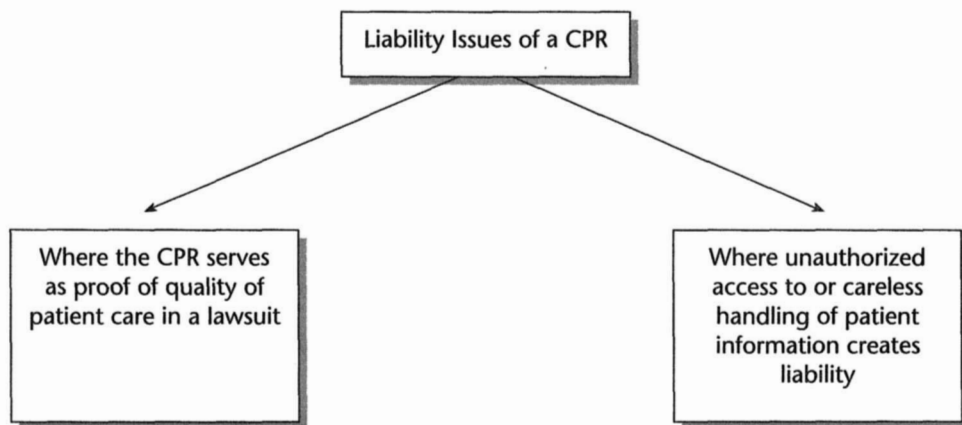 Liability Issues of a CPR
Where the CPR serves
as proof of quality of
patient care in a lawsuit
Where unauthorized
access to or careless
handling of patient
information creates
liability